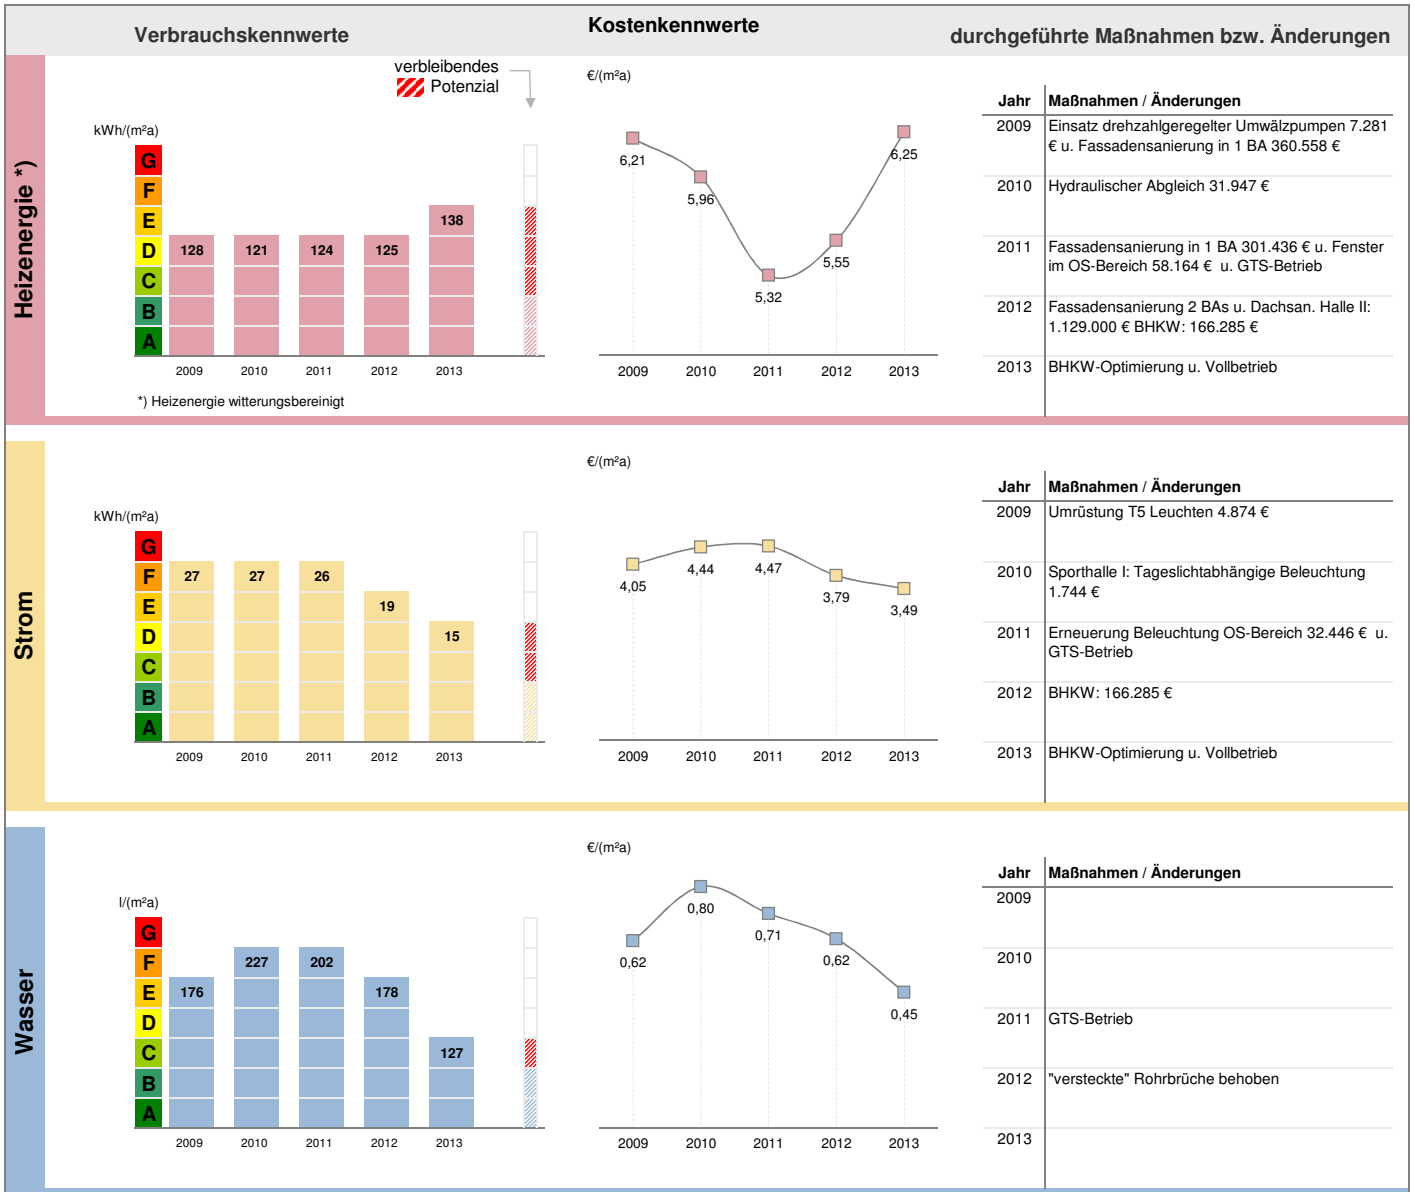 Verbrauchskennwerte
Kostenkennwerte
durchgeführte Maßnahmen bzw. Änderungen
Heizenergie *)
verbleibendes
Potenzial
kWh/(m²a)
G
F
E
D
C
B
A
128
121
124
125
138
2009
2010
2011
2012
2013
*) Heizenergie witterungsbereinigt
€/(m²a)
6,21
5,96
5,32
5,55
6,25
2009
2010
2011
2012
2013
Jahr Maßnahmen / Änderungen
2009 Einsatz drehzahlgeregelter Umwälzpumpen 7.281
€ u. Fassadensanierung in 1 BA 360.558 €
2010 Hydraulischer Abgleich 31.947 €
2011 Fassadensanierung in 1 BA 301.436 € u. Fenster
im OS-Bereich 58.164 € u. GTS-Betrieb
2012 Fassadensanierung 2 BAs u. Dachsan. Halle II:
1.129.000 € BHKW: 166.285 €
2013 BHKW-Optimierung u. Vollbetrieb
Strom
kWh/(m²a)
G
F
E
D
C
B
A
27
27
26
19
15
2009
2010
2011
2012
2013
€/(m²a)
4,05
4,44
4,47
3,79
3,49
2009
2010
2011
2012
2013
Jahr Maßnahmen / Änderungen
2009 Umrüstung T5 Leuchten 4.874 €
2010 Sporthalle I: Tageslichtabhängige Beleuchtung
1.744 €
2011 Erneuerung Beleuchtung OS-Bereich 32.446 € u.
GTS-Betrieb
2012 BHKW: 166.285 €
2013 BHKW-Optimierung u. Vollbetrieb
Wasser
l/(m²a)
G
F
E
D
C
B
A
176
227
202
178
127
2009
2010
2011
2012
2013
€/(m²a)
0,62
0,80
0,71
0,62
0,45
2009
2010
2011
2012
2013
Jahr Maßnahmen / Änderungen
2009
2010
2011 GTS-Betrieb
2012 "versteckte" Rohrbrüche behoben
2013